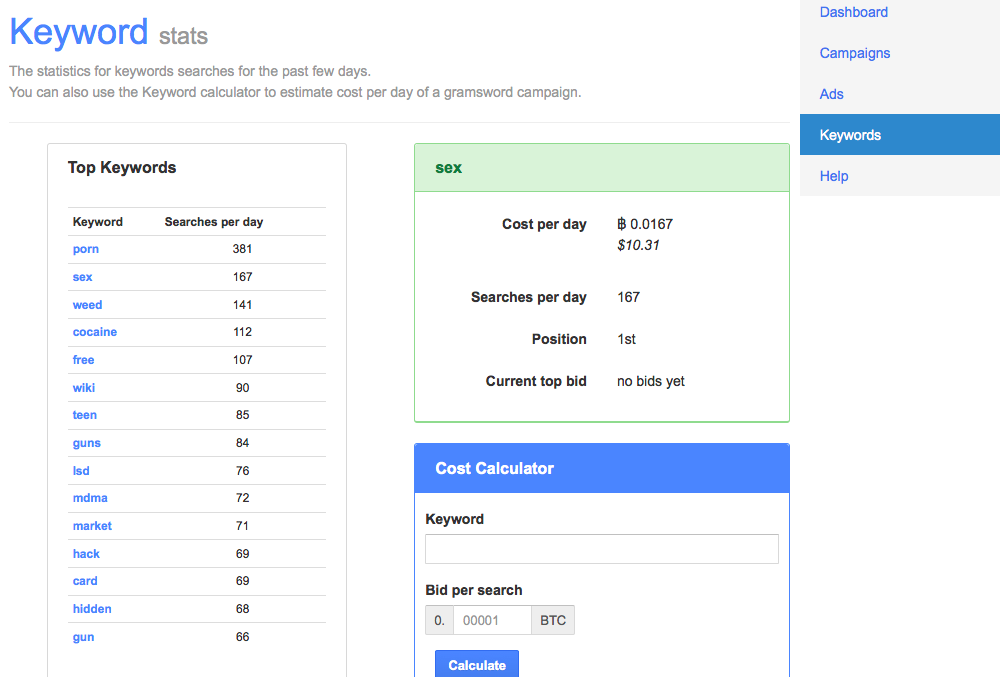 Keyword stats
The statistics for keywords searches for the past few days.
You can also use the Keyword calculator to estimate cost per day of a gramsword campaign.
Top Keywords
Keyword Searches per day
porn 381
sex 167
weed 141
cocaine 112
free 107
wiki 90
teen 85
guns 84
lsd 76
mdma 72
market 71
hack 69
card 69
hidden 68
gun 66
sex
Cost per day ฿ 0.0167
$10.31
Searches per day 167
Position 1st
Current top bid no bids yet
Cost Calculator
Keyword
Bid per search
0. 00001 BTC
Calculate
Dashboard
Campaigns
Ads
Keywords
Help